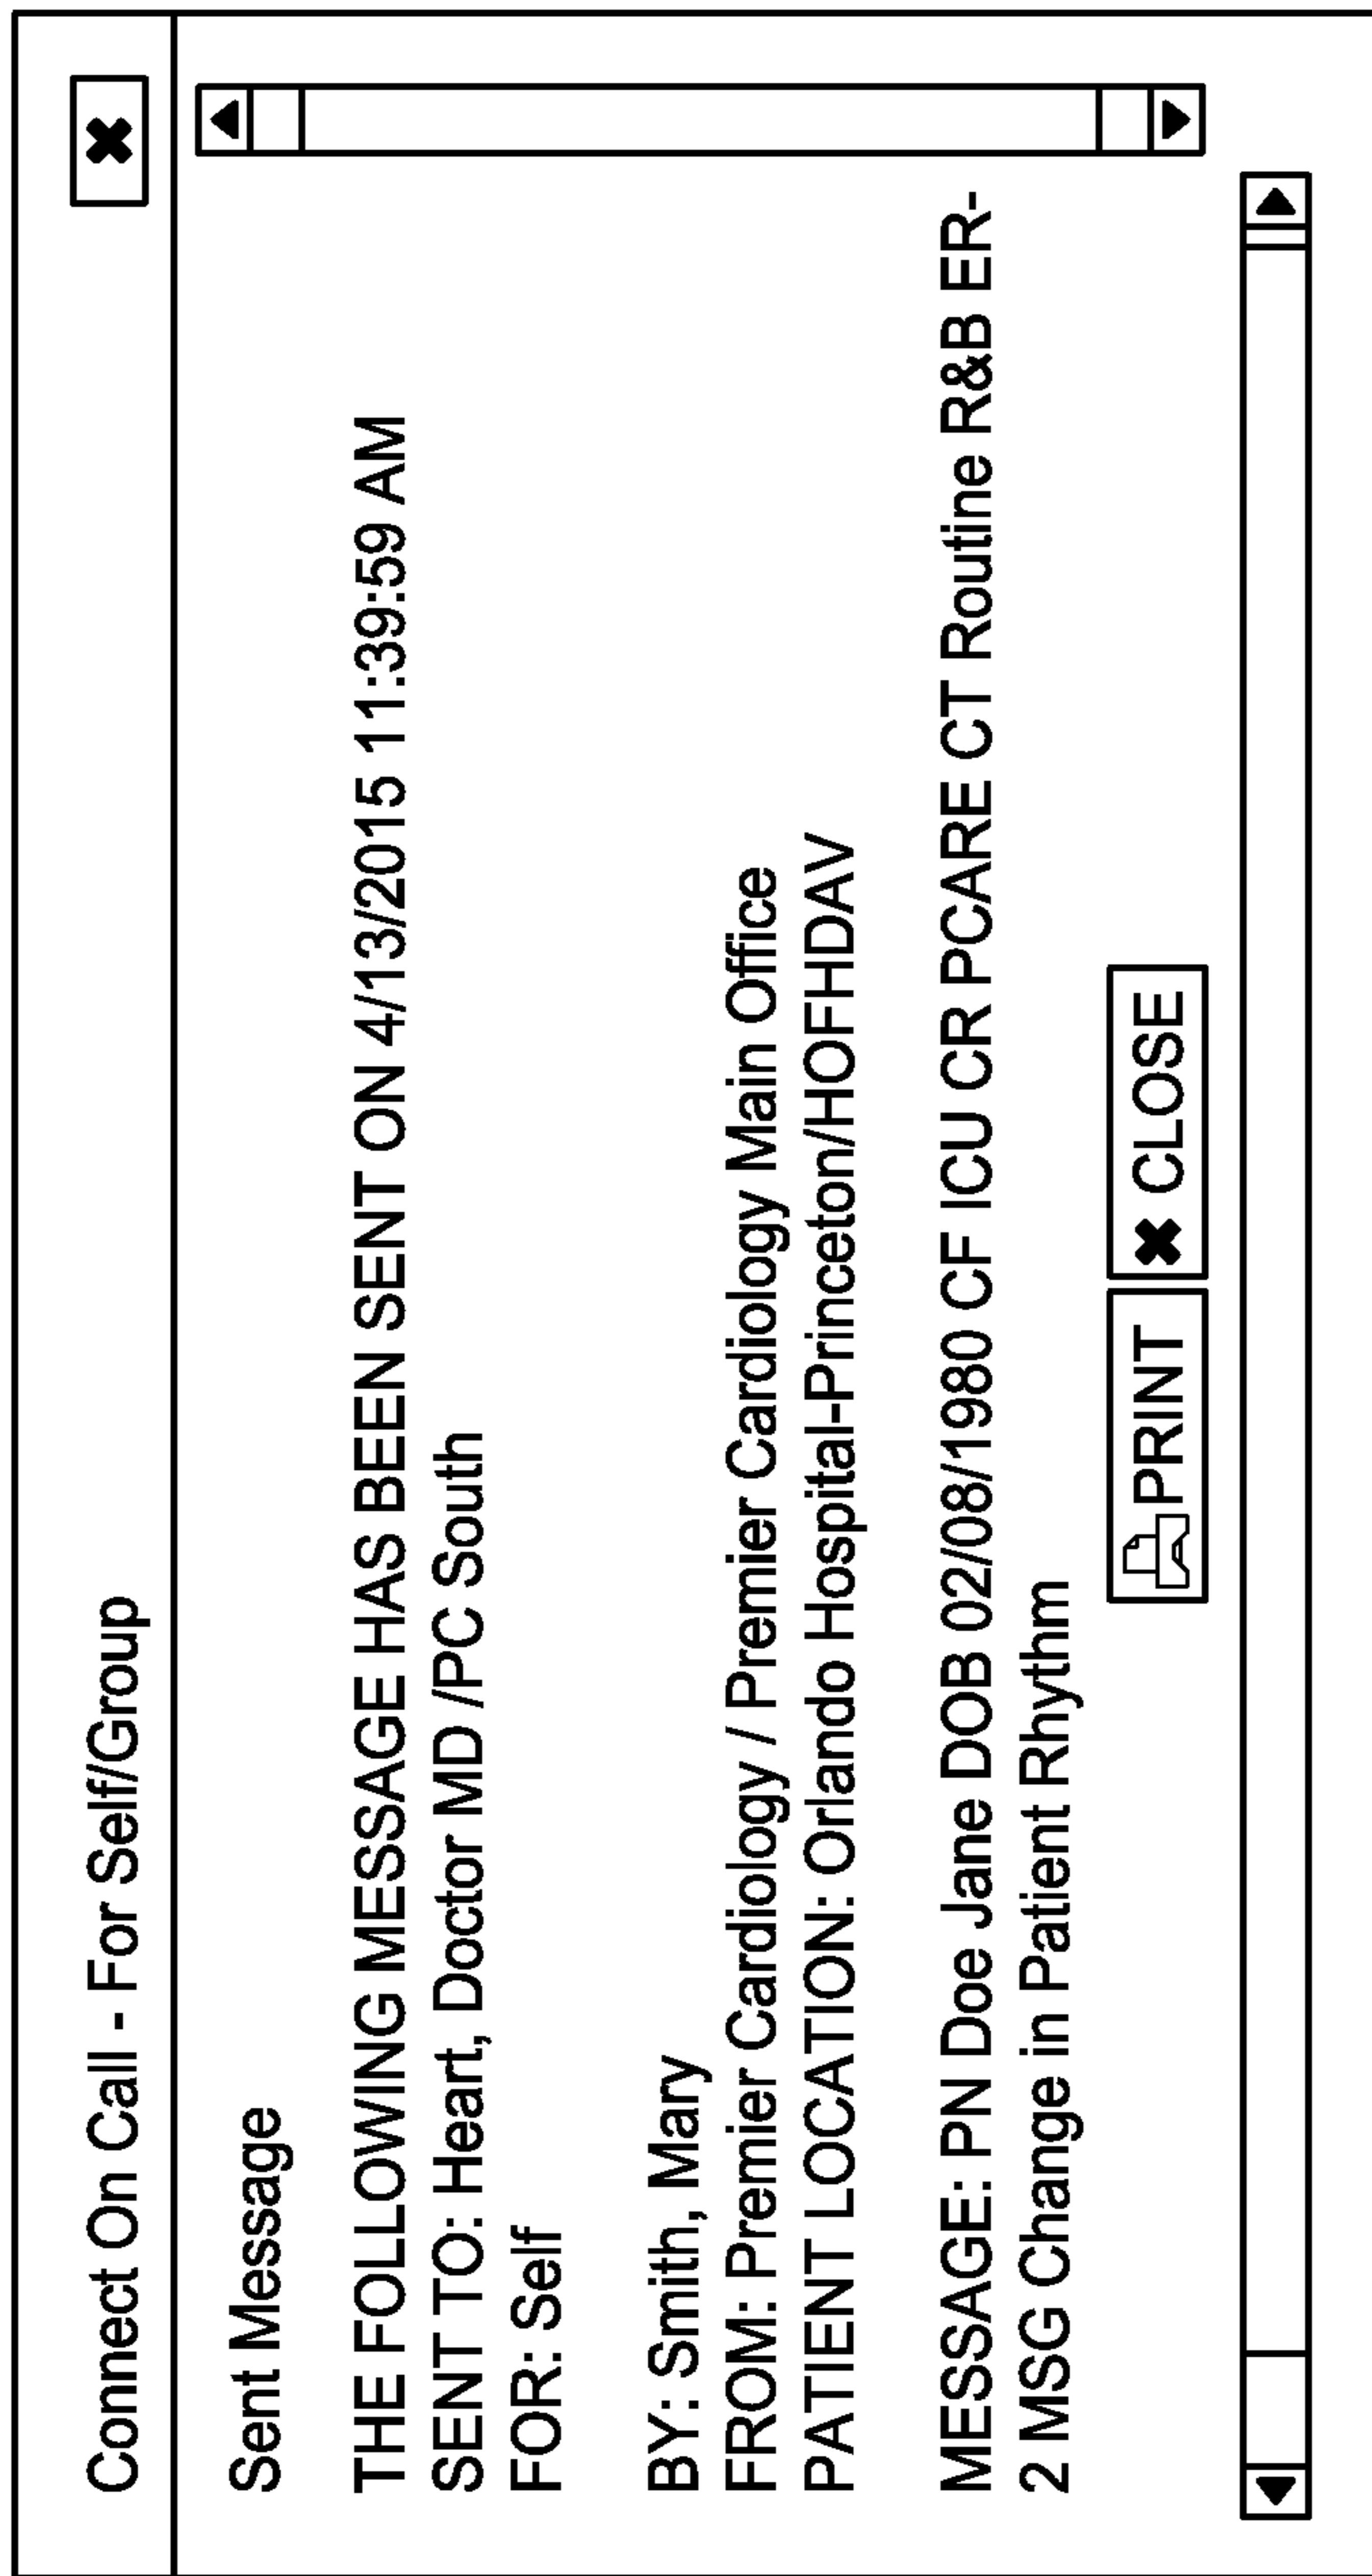 Connect On Call - For Self/Group
Sent Message
THE FOLLOWING MESSAGE HAS BEEN SENT ON 4/13/2015 11:39:59 AM
SENT TO: Heart, Doctor MD /PC South
FOR: Self
BY: Smith, Mary
FROM: Premier Cardiology / Premier Cardiology Main Office
PATIENT LOCATION: Orlando Hospital-Princeton/HOFHDAV
MESSAGE: PN Doe Jane DOB 02/08/1980 CF ICU CR PCARE CT Routine R&B ER-
2 MSG Change in Patient Rhythm
PRINT
CLOSE